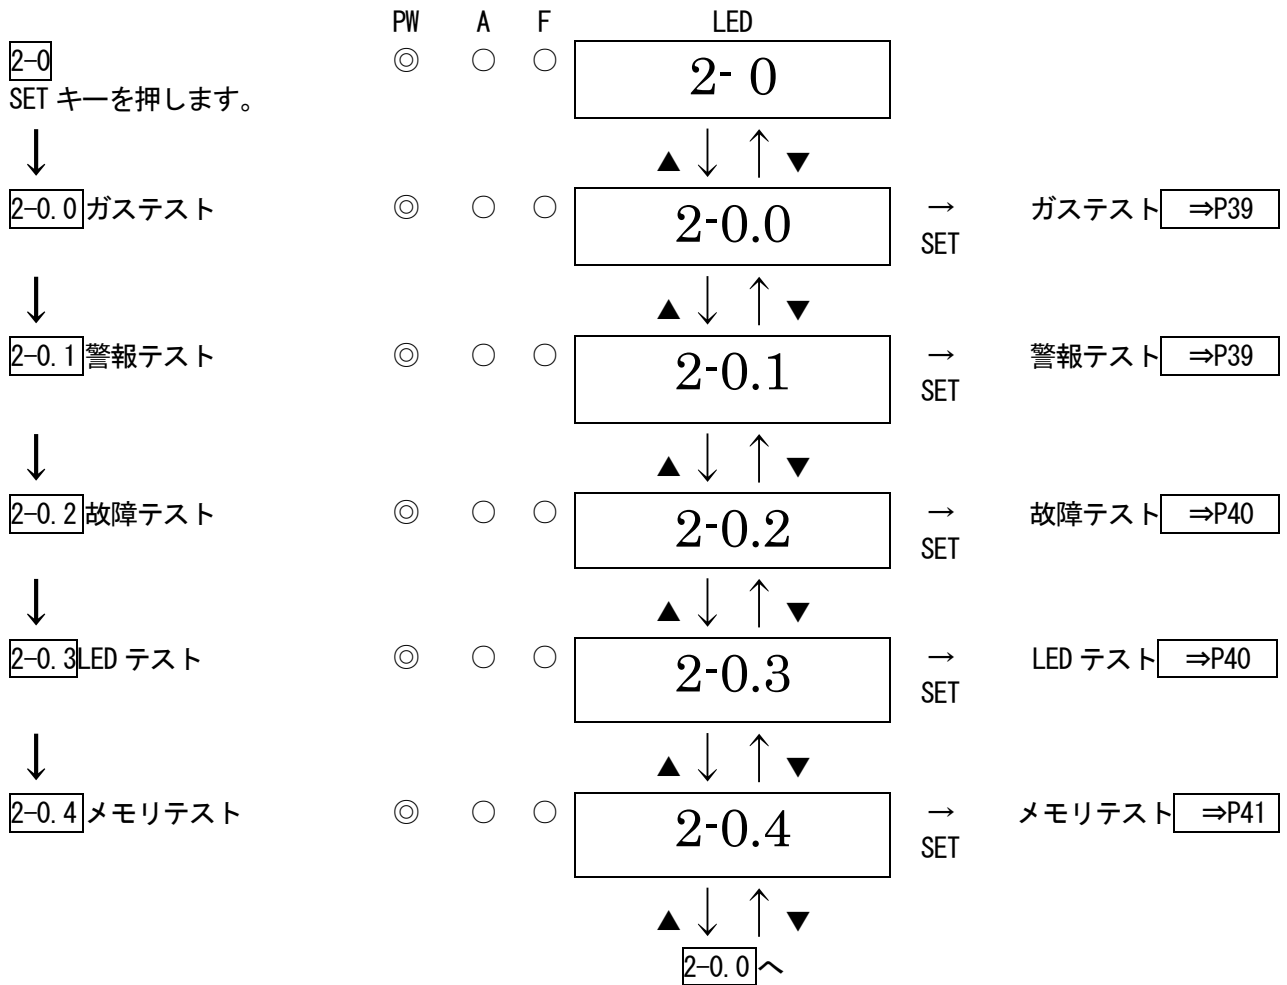 PW A F LED
2-0 ◎ ○ ○ 2- 0
SET キーを押します。
↓ ▲ ↓ ↑ ▼
2-0.0 ガステスト ◎ ○ ○ 2-0.0 → ガステスト ⇒P39
SET
↓ ▲ ↓ ↑ ▼
2-0.1 警報テスト ◎ ○ ○ 2-0.1 → 警報テスト ⇒P39
SET
↓ ▲ ↓ ↑ ▼
2-0.2 故障テスト ◎ ○ ○ 2-0.2 → 故障テスト ⇒P40
SET
↓ ▲ ↓ ↑ ▼
2-0.3 LED テスト ◎ ○ ○ 2-0.3 → LED テスト ⇒P40
SET
↓ ▲ ↓ ↑ ▼
2-0.4 メモリテスト ◎ ○ ○ 2-0.4 → メモリテスト ⇒P41
SET
▲ ↓ ↑ ▼
2-0.0 へ